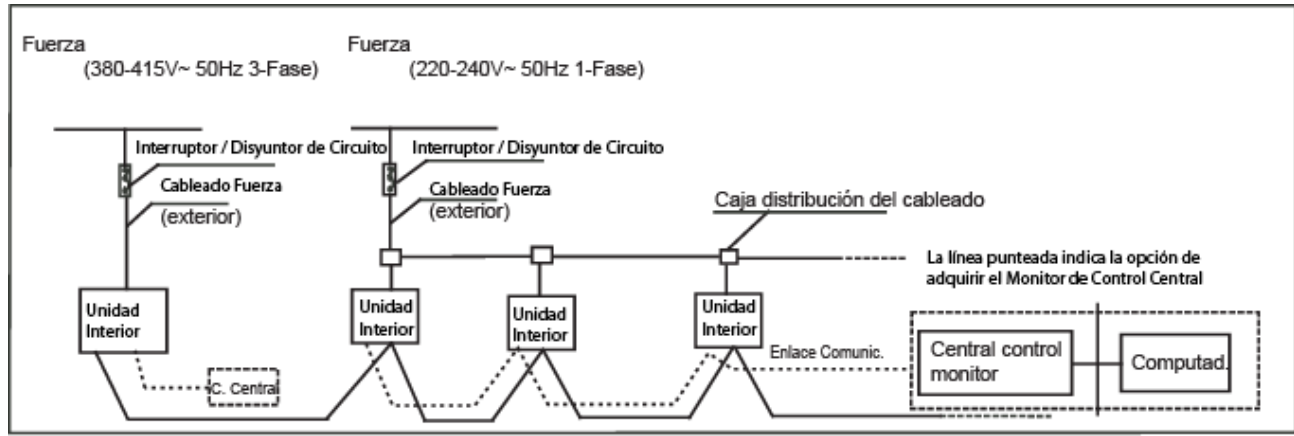 Fuerza
(380-415V~ 50Hz 3-Fase)
Fuerza
(220-240V~ 50Hz 1-Fase)
Interruptor / Disyuntor de Circuito
Interruptor / Disyuntor de Circuito
Cableado Fuerza
(exterior)
Cableado Fuerza
(exterior)
Caja distribución del cableado
La línea punteada indica la opción de
adquirir el Monitor de Control Central
Unidad
Interior
Unidad
Interior
Unidad
Interior
Unidad
Interior
C. Central
Enlace Comunic.
Central control
monitor
Computad.